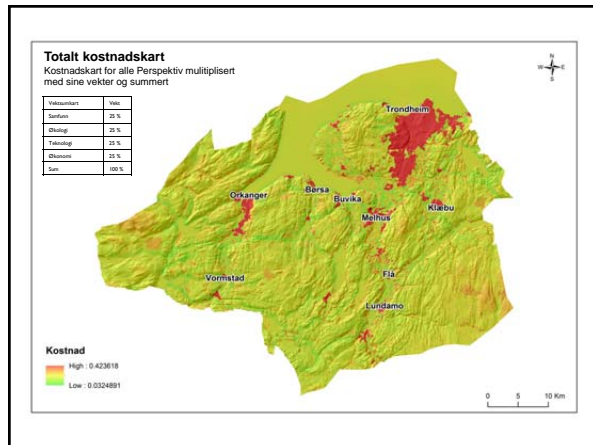 Totalt kostnadskart
Kostnadskart for alle Perspektiv mulitiplisert
med sine vekter og summert
Vektsumkart Vekt
Samfunn 25 %
Økologi 25 %
Teknologi 25 %
Økonomi 25 %
Sum 100 %
N
W E
S
Trondheim
Orkanger
Børsa
Buvika
Melhus
Klæbu
Vormstad
Flå
Lundamo
Kostnad
High : 0.423618
Low : 0.0324891
0 5 10 Km